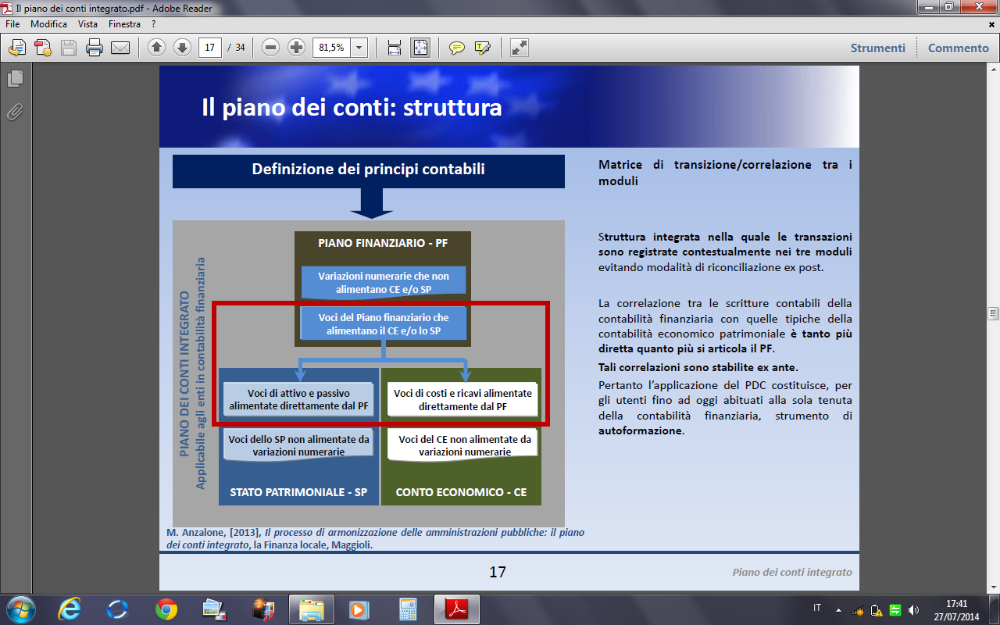 Il piano dei conti integrato.pdf - Adobe Reader
File Modifica Vista Finestra ?
17 / 34
81,5%
Strumenti
Commento
Il piano dei conti: struttura
Definizione dei principi contabili
PIANO DEI CONTI INTEGRATO
Applicabile agli enti in contabilità finanziaria
PIANO FINANZIARIO - PF
Variazioni numerarie che non
alimentano CE e/o SP
Voci del Piano finanziario che
alimentano il CE e/o lo SP
Voci di attivo e passivo
alimentate direttamente dal PF
Voci di costi e ricavi alimentate
direttamente dal PF
Voci dello SP non alimentate da
variazioni numerarie
Voci del CE non alimentate da
variazioni numerarie
STATO PATRIMONIALE - SP
CONTO ECONOMICO - CE
Matrice di transizione/correlazione tra i
moduli
Struttura integrata nella quale le transazioni
sono registrate contestualmente nei tre moduli
evitando modalità di riconciliazione ex post.
La correlazione tra le scritture contabili della
contabilità finanziaria con quelle tipiche della
contabilità economico patrimoniale è tanto più
diretta quanto più si articola il PF.
Tali correlazioni sono stabilite ex ante.
Pertanto l'applicazione del PDC costituisce, per
gli utenti fino ad oggi abituati alla sola tenuta
della contabilità finanziaria, strumento di
autoformazione.
M. Anzalone, [2013], Il processo di armonizzazione delle amministrazioni pubbliche: il piano
dei conti integrato, la Finanza locale, Maggioli.
17
Piano dei conti integrato
IT
17:41
27/07/2014